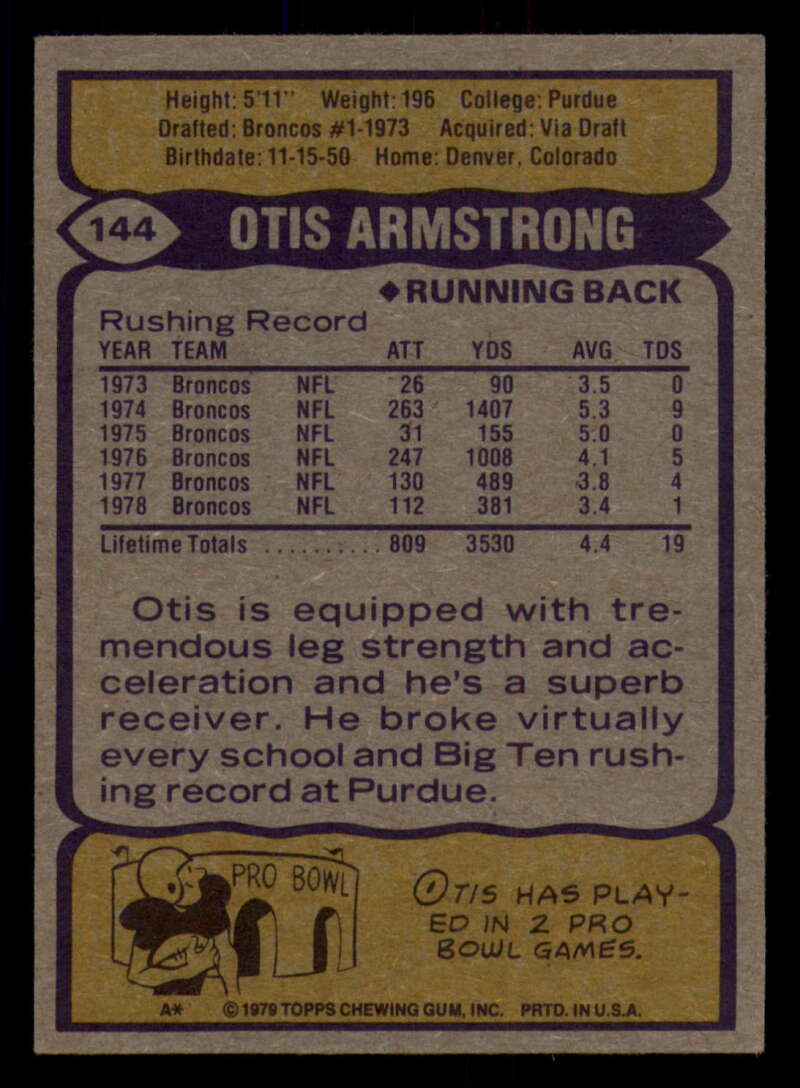 Height: 5'11" Weight: 196 College: Purdue
Drafted: Broncos #1-1973 Acquired: Via Draft
Birthdate: 11-15-50 Home: Denver, Colorado
144 OTIS ARMSTRONG
◆RUNNING BACK
Rushing Record
YEAR TEAM ATT YDS AVG TDS
1973 Broncos NFL 26 90 3.5 0
1974 Broncos NFL 263 1407 5.3 9
1975 Broncos NFL 31 155 5.0 0
1976 Broncos NFL 247 1008 4.1 5
1977 Broncos NFL 130 489 3.8 4
1978 Broncos NFL 112 381 3.4 1
Lifetime Totals .......... 809 3530 4.4 19
Otis is equipped with tre-
mendous leg strength and ac-
celeration and he's a superb
receiver. He broke virtually
every school and Big Ten rush-
ing record at Purdue.
PRO BOWL
OTIS HAS PLAY-
ED IN 2 PRO
BOWL GAMES.
A* ©1979 TOPPS CHEWING GUM, INC. PRTD. IN U.S.A.